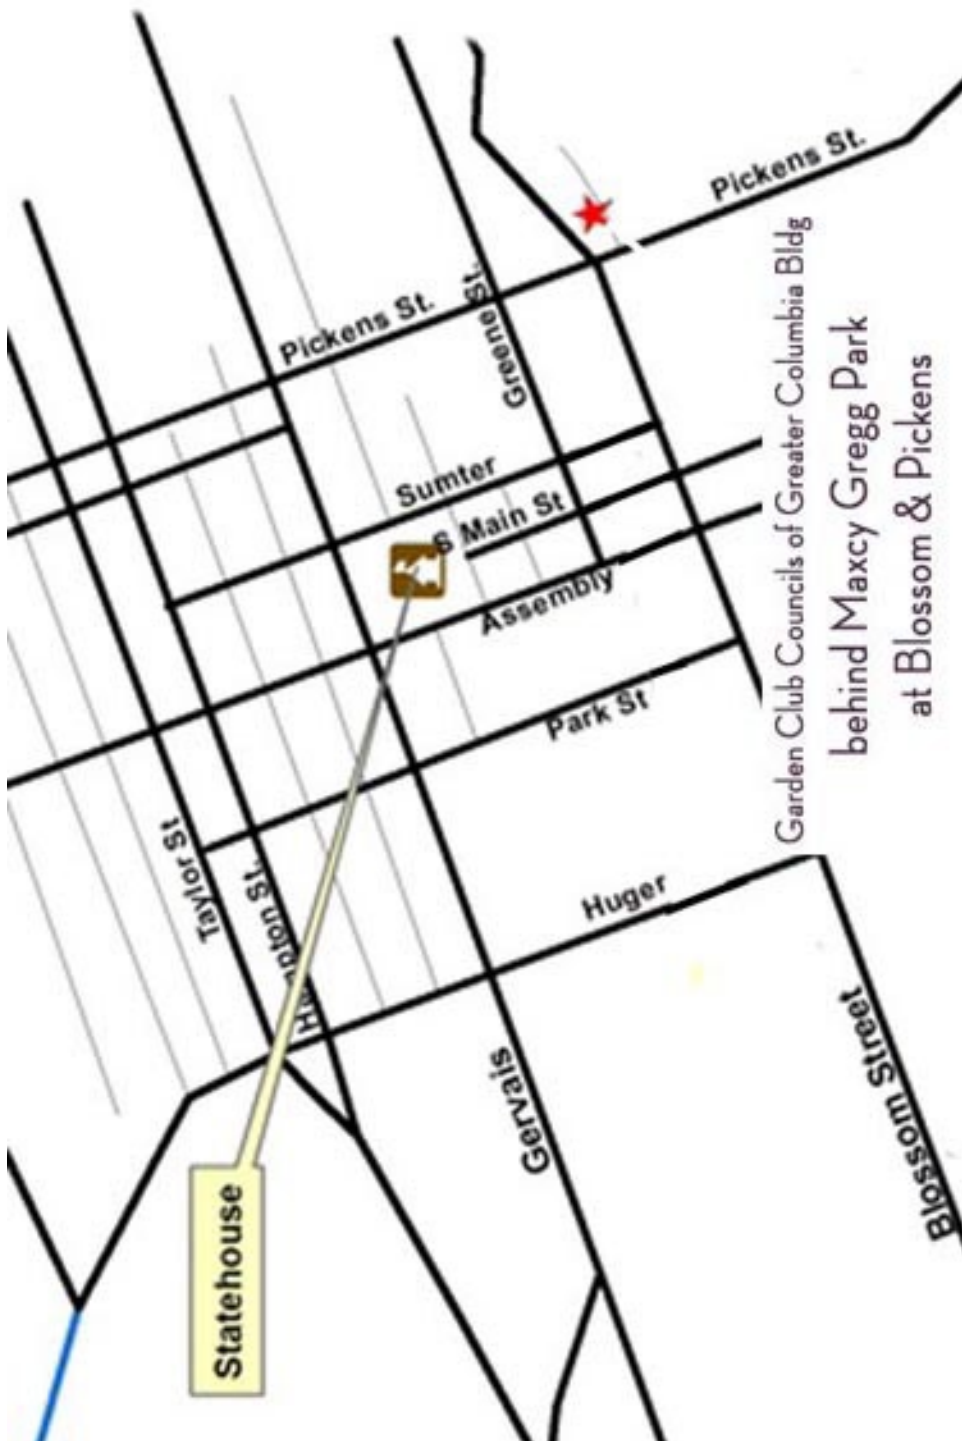 Pickens St.
Pickens St.
Greene St.
Sumter
S Main St
Assembly
Park St
Taylor St
Hampton St.
Huger
Gervais
Blossom Street
Statehouse
Garden Club Councils of Greater Columbia Bldg
behind Maxcy Gregg Park
at Blossom & Pickens